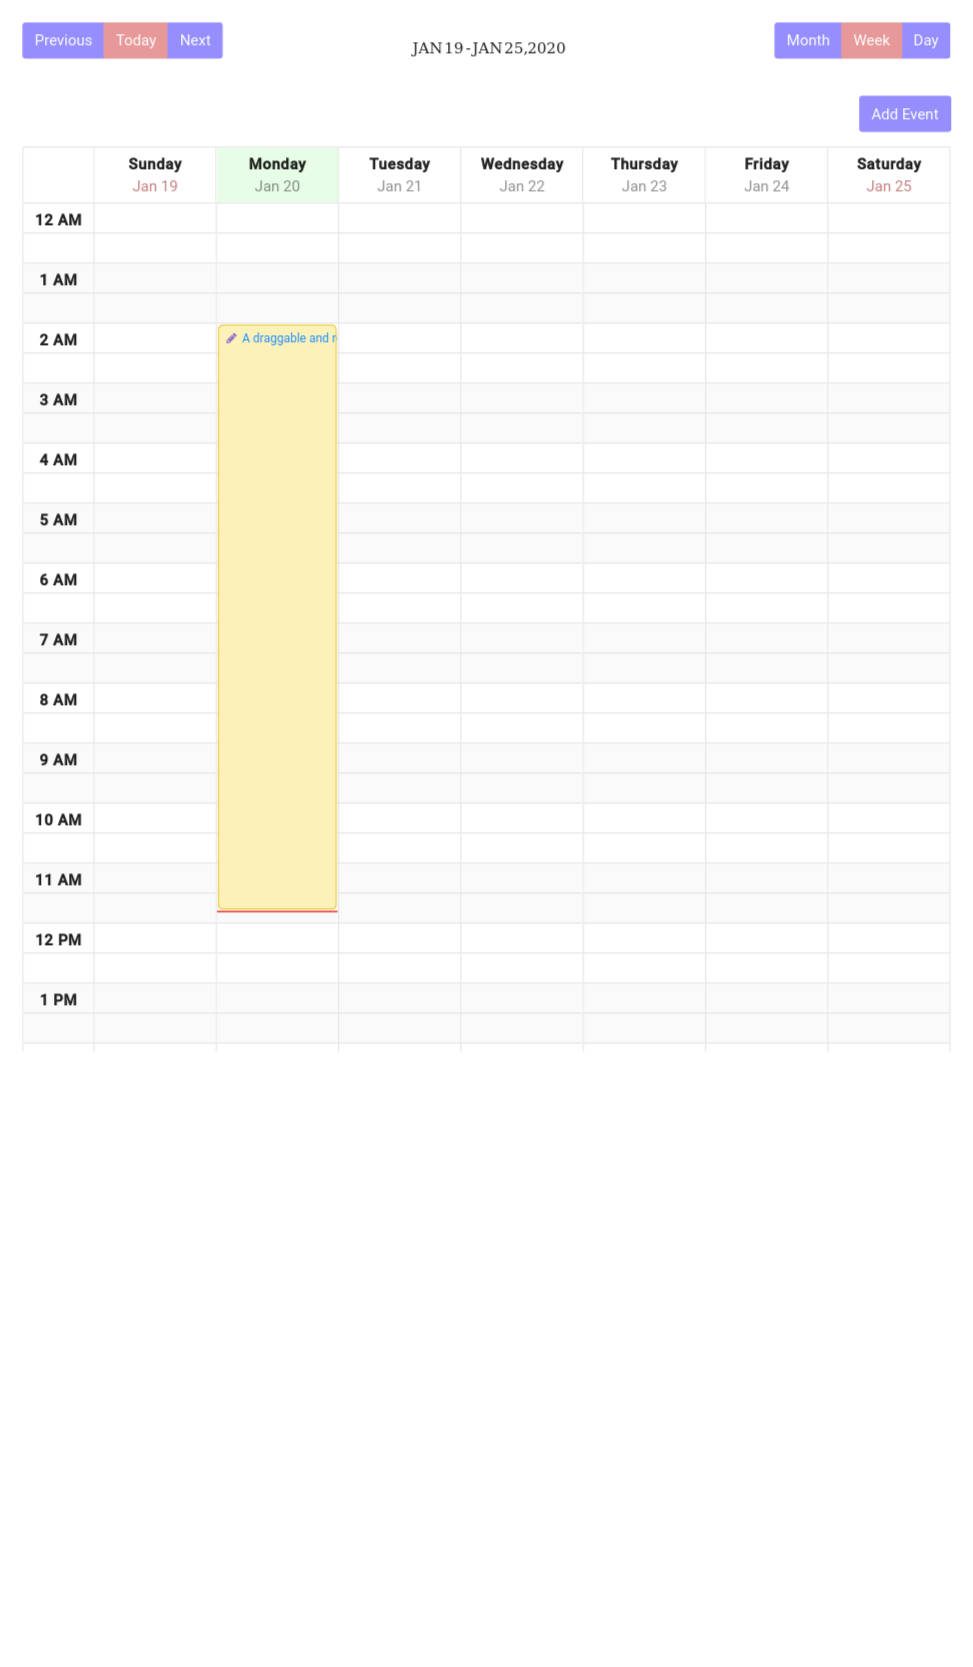 Previous Today Next
JAN 19 - JAN 25, 2020
Month Week Day
Add Event
Sunday Monday Tuesday Wednesday Thursday Friday Saturday
Jan 19 Jan 20 Jan 21 Jan 22 Jan 23 Jan 24 Jan 25
12 AM
1 AM
2 AM
A draggable and r
3 AM
4 AM
5 AM
6 AM
7 AM
8 AM
9 AM
10 AM
11 AM
12 PM
1 PM